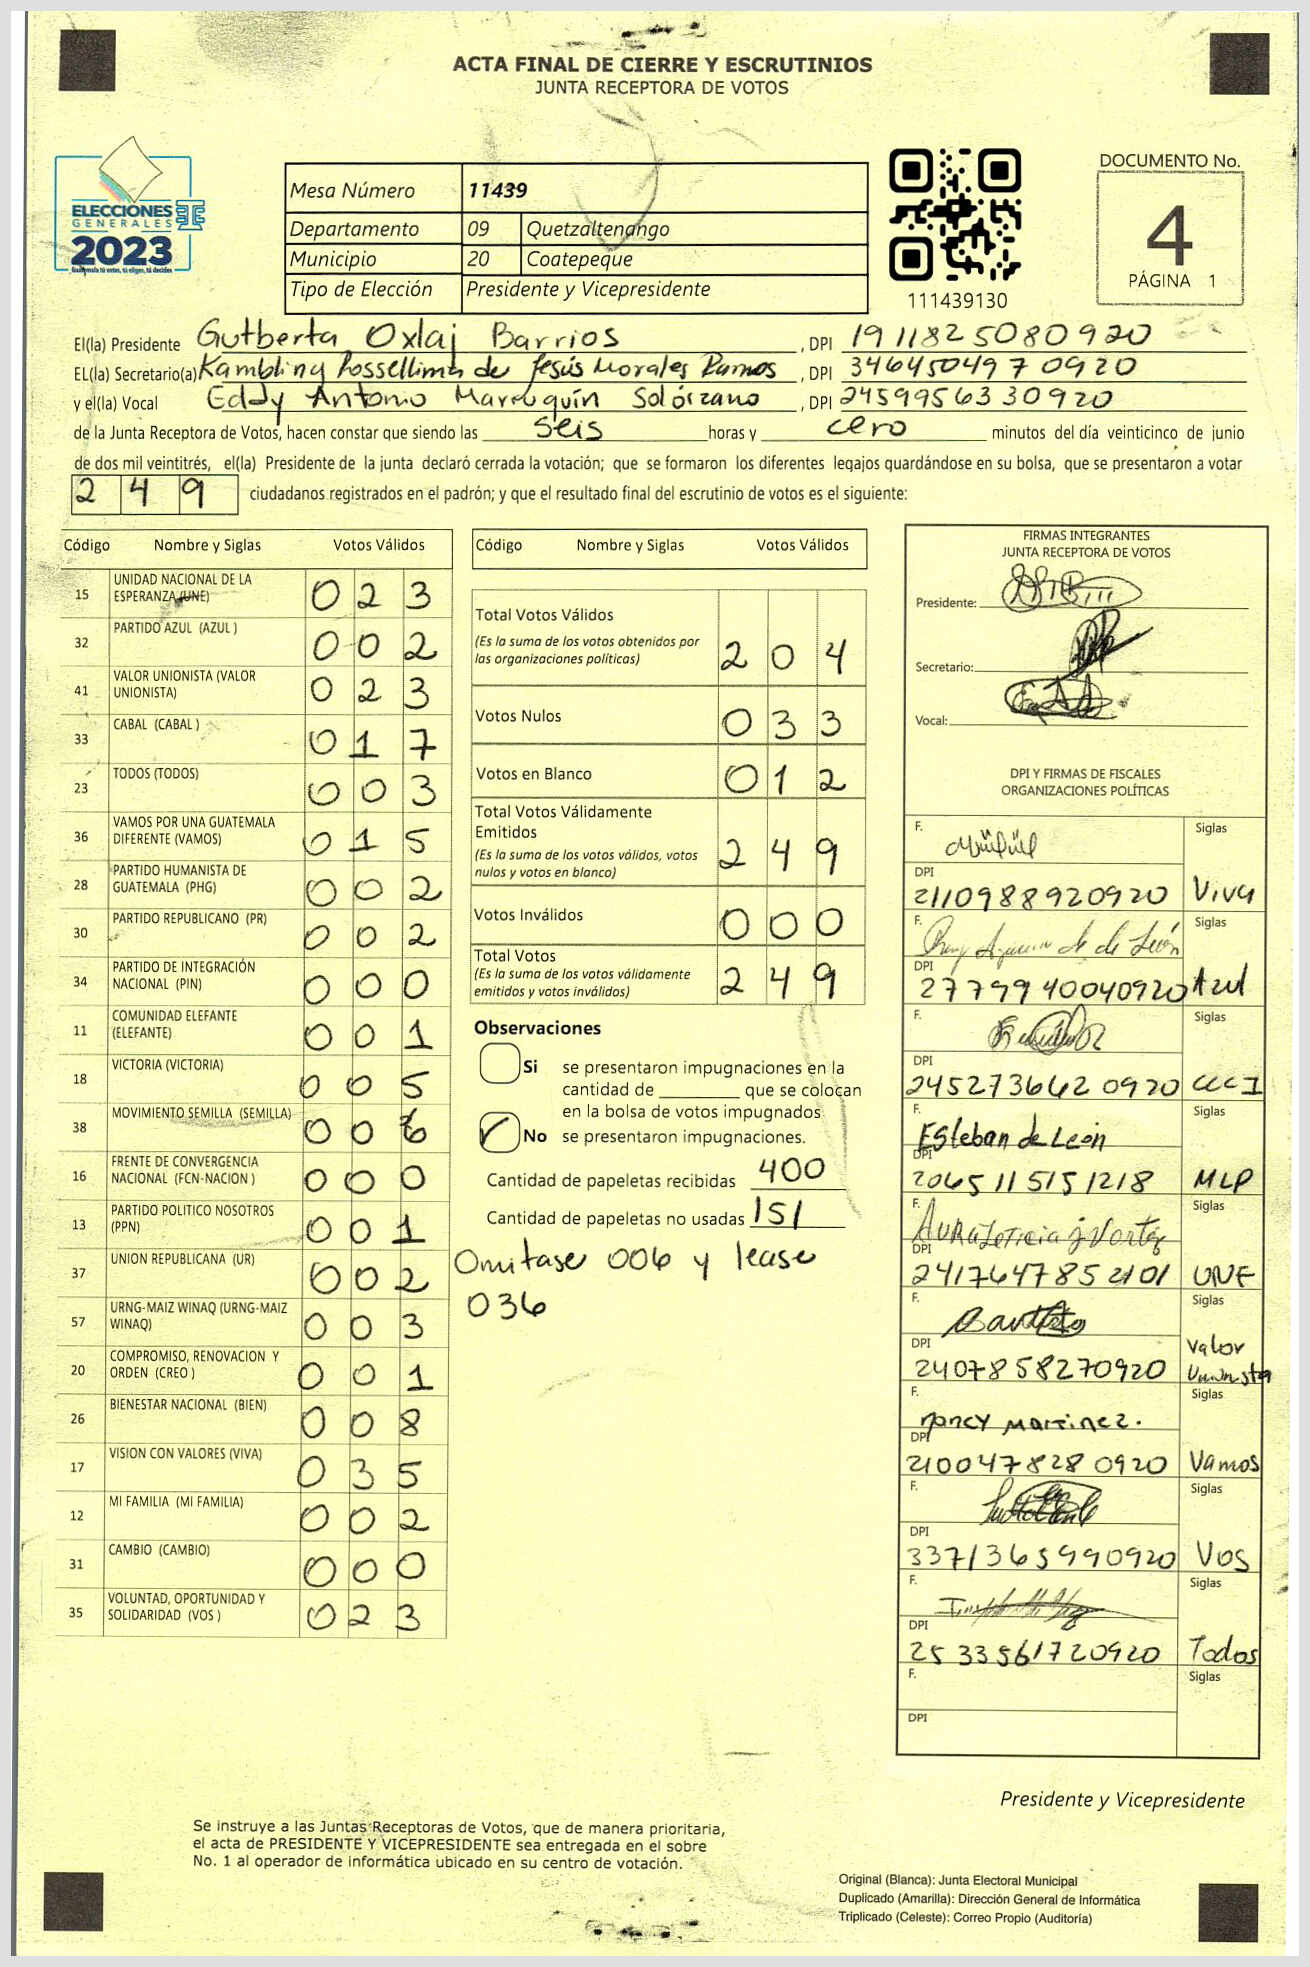 ACTA FINAL DE CIERRE Y ESCRUTINIOS
JUNTA RECEPTORA DE VOTOS
ELECCIONES
GENERALES
2023
Guatemala tú eres, tú eliges, tú decides
Mesa Número 11439
Departamento 09 Quetzaltenango
Municipio 20 Coatepeque
Tipo de Elección Presidente y Vicepresidente
111439130
DOCUMENTO No.
4
PÁGINA 1
El(la) Presidente Gutberta Oxlaj Barrios, DPI 1911825080920
EL(la) Secretario(a) Kambliny Rossellima de Jesús Morales Ramos, DPI 3464504970920
y el(la) Vocal Eddy Antonio Marroquín Solórzano, DPI 2459956330920
de la Junta Receptora de Votos, hacen constar que siendo las seis horas y cero minutos del día veinticinco de junio
de dos mil veintitrés, el(la) Presidente de la junta declaró cerrada la votación; que se formaron los diferentes legajos guardándose en su bolsa, que se presentaron a votar
2 4 9 ciudadanos registrados en el padrón; y que el resultado final del escrutinio de votos es el siguiente:
Código Nombre y Siglas Votos Válidos
15 UNIDAD NACIONAL DE LA ESPERANZA (UNE) 0 2 3
32 PARTIDO AZUL (AZUL ) 0 0 2
41 VALOR UNIONISTA (VALOR UNIONISTA) 0 2 3
33 CABAL (CABAL ) 0 1 7
23 TODOS (TODOS) 0 0 3
36 VAMOS POR UNA GUATEMALA DIFERENTE (VAMOS) 0 1 5
28 PARTIDO HUMANISTA DE GUATEMALA (PHG) 0 0 2
30 PARTIDO REPUBLICANO (PR) 0 0 2
34 PARTIDO DE INTEGRACIÓN NACIONAL (PIN) 0 0 0
11 COMUNIDAD ELEFANTE (ELEFANTE) 0 0 1
18 VICTORIA (VICTORIA) 0 0 5
38 MOVIMIENTO SEMILLA (SEMILLA) 0 0 6
16 FRENTE DE CONVERGENCIA NACIONAL (FCN-NACION ) 0 0 0
13 PARTIDO POLITICO NOSOTROS (PPN) 0 0 1
37 UNION REPUBLICANA (UR) 0 0 2
57 URNG-MAIZ WINAQ (URNG-MAIZ WINAQ) 0 0 3
20 COMPROMISO, RENOVACION Y ORDEN (CREO ) 0 0 1
26 BIENESTAR NACIONAL (BIEN) 0 0 8
17 VISION CON VALORES (VIVA) 0 3 5
12 MI FAMILIA (MI FAMILIA) 0 0 2
31 CAMBIO (CAMBIO) 0 0 0
35 VOLUNTAD, OPORTUNIDAD Y SOLIDARIDAD (VOS ) 0 2 3
Código Nombre y Siglas Votos Válidos
Total Votos Válidos
(Es la suma de los votos obtenidos por las organizaciones políticas) 2 0 4
Votos Nulos 0 3 3
Votos en Blanco 0 1 2
Total Votos Válidamente Emitidos
(Es la suma de los votos válidos, votos nulos y votos en blanco) 2 4 9
Votos Inválidos 0 0 0
Total Votos
(Es la suma de los votos válidamente emitidos y votos inválidos) 2 4 9
Observaciones
Si se presentaron impugnaciones en la
cantidad de ________ que se colocan
en la bolsa de votos impugnados
No se presentaron impugnaciones.
Cantidad de papeletas recibidas 400
Cantidad de papeletas no usadas 151
Omitase 006 y lease
036
FIRMAS INTEGRANTES
JUNTA RECEPTORA DE VOTOS
Presidente:
Secretario:
Vocal:
DPI Y FIRMAS DE FISCALES
ORGANIZACIONES POLÍTICAS
F. Siglas
DPI 2110988920920 Viva
F. Siglas
DPI 2779940040920 Azul
F. Siglas
DPI 2452736620920
F. Esteban de León Siglas
DPI 2065115151218 MLP
F. Siglas
DPI 2417647852101 UNE
F. Siglas
DPI 2407858270920 Valor Unionista
F. Nancy Martinez. Siglas
DPI 2100478280920 Vamos
F. Siglas
DPI 3371365990920 Vos
F. Siglas
DPI 2533561720920 Todos
F. Siglas
DPI
Presidente y Vicepresidente
Se instruye a las Juntas Receptoras de Votos, que de manera prioritaria,
el acta de PRESIDENTE Y VICEPRESIDENTE sea entregada en el sobre
No. 1 al operador de informática ubicado en su centro de votación.
Original (Blanca): Junta Electoral Municipal
Duplicado (Amarilla): Dirección General de Informática
Triplicado (Celeste): Correo Propio (Auditoría)